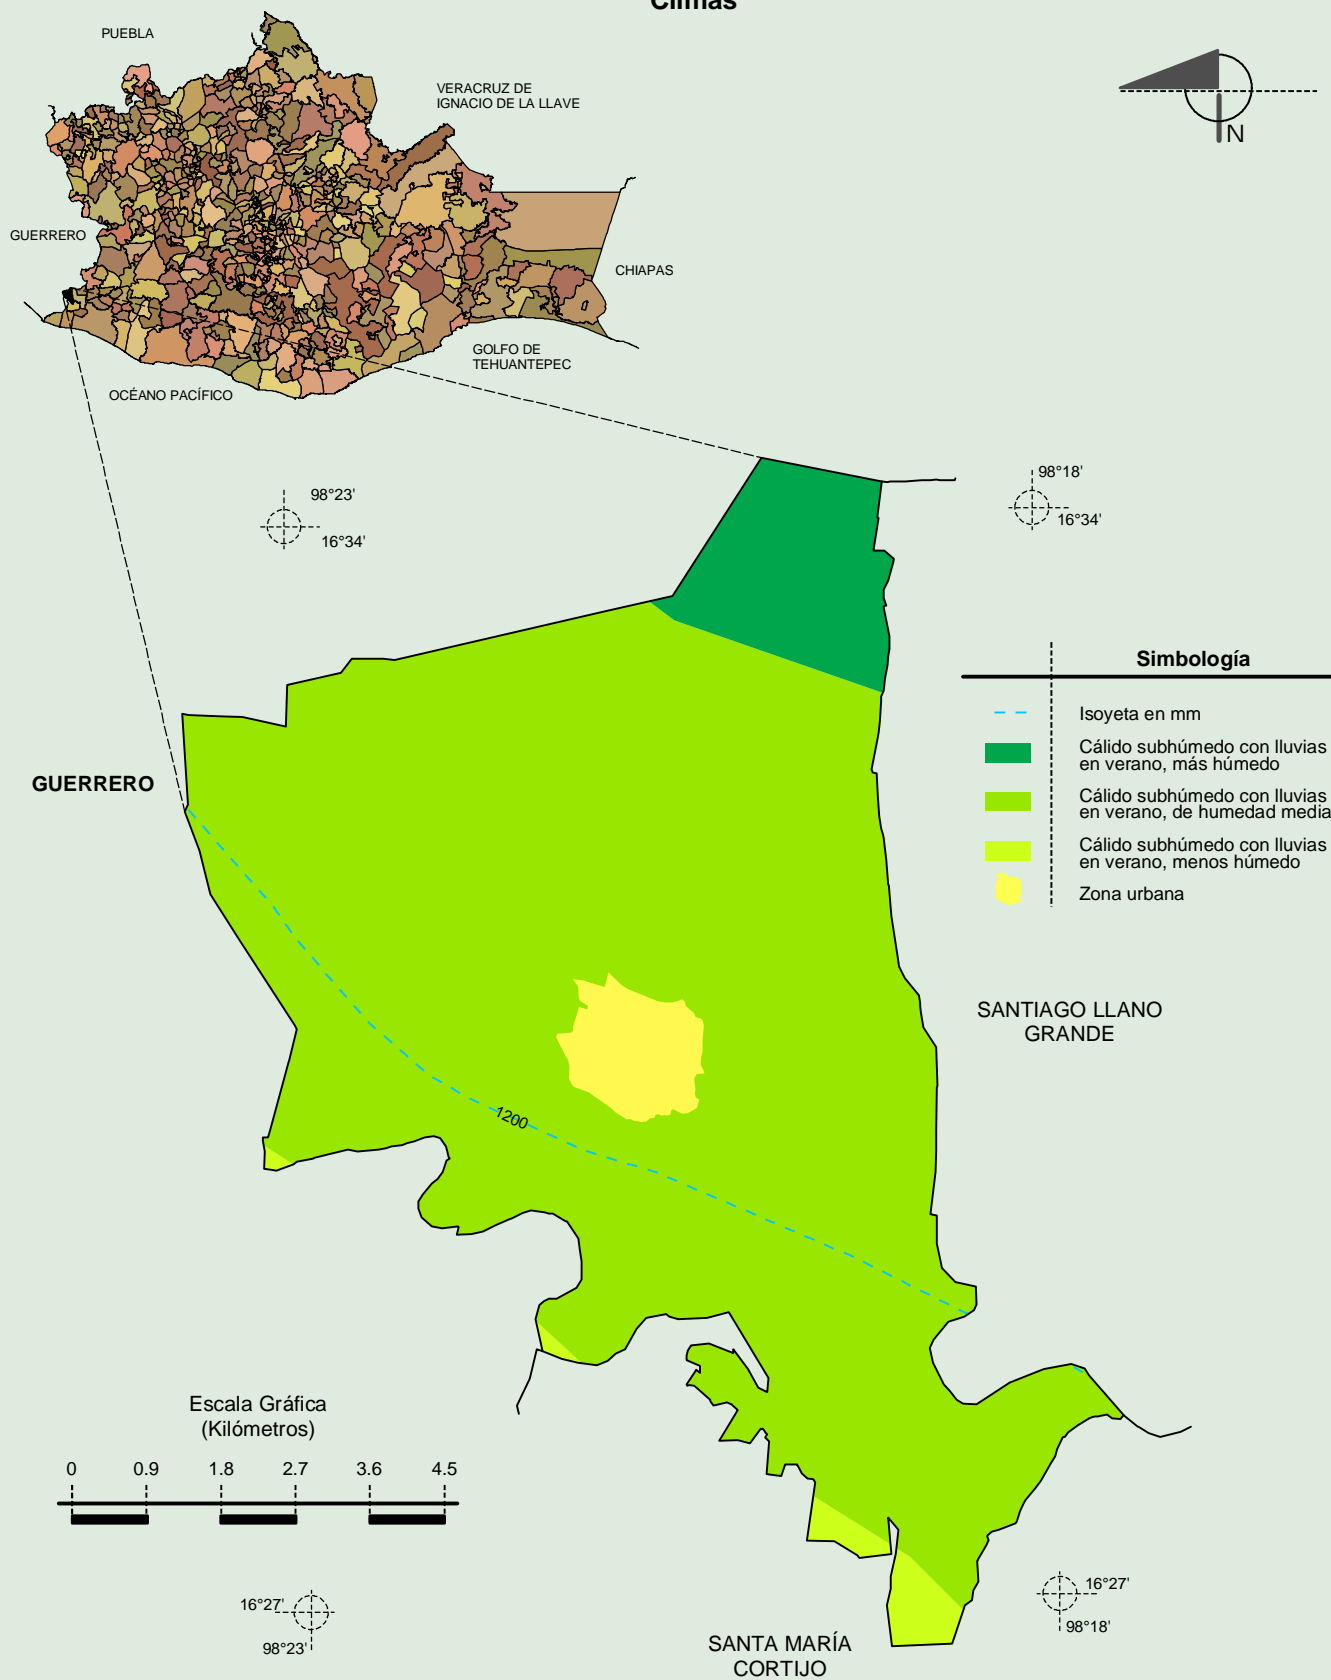 Climas
PUEBLA
VERACRUZ DE
IGNACIO DE LA LLAVE
N
GUERRERO
CHIAPAS
GOLFO DE
TEHUANTEPEC
OCÉANO PACÍFICO
98°23'
16°34'
98°18'
16°34'
Simbología
Isoyeta en mm
Cálido subhúmedo con lluvias
en verano, más húmedo
Cálido subhúmedo con lluvias
en verano, de humedad media
Cálido subhúmedo con lluvias
en verano, menos húmedo
Zona urbana
GUERRERO
SANTIAGO LLANO
GRANDE
1200
Escala Gráfica
(Kilómetros)
0 0.9 1.8 2.7 3.6 4.5
16°27'
98°23'
16°27'
98°18'
SANTA MARÍA
CORTIJO